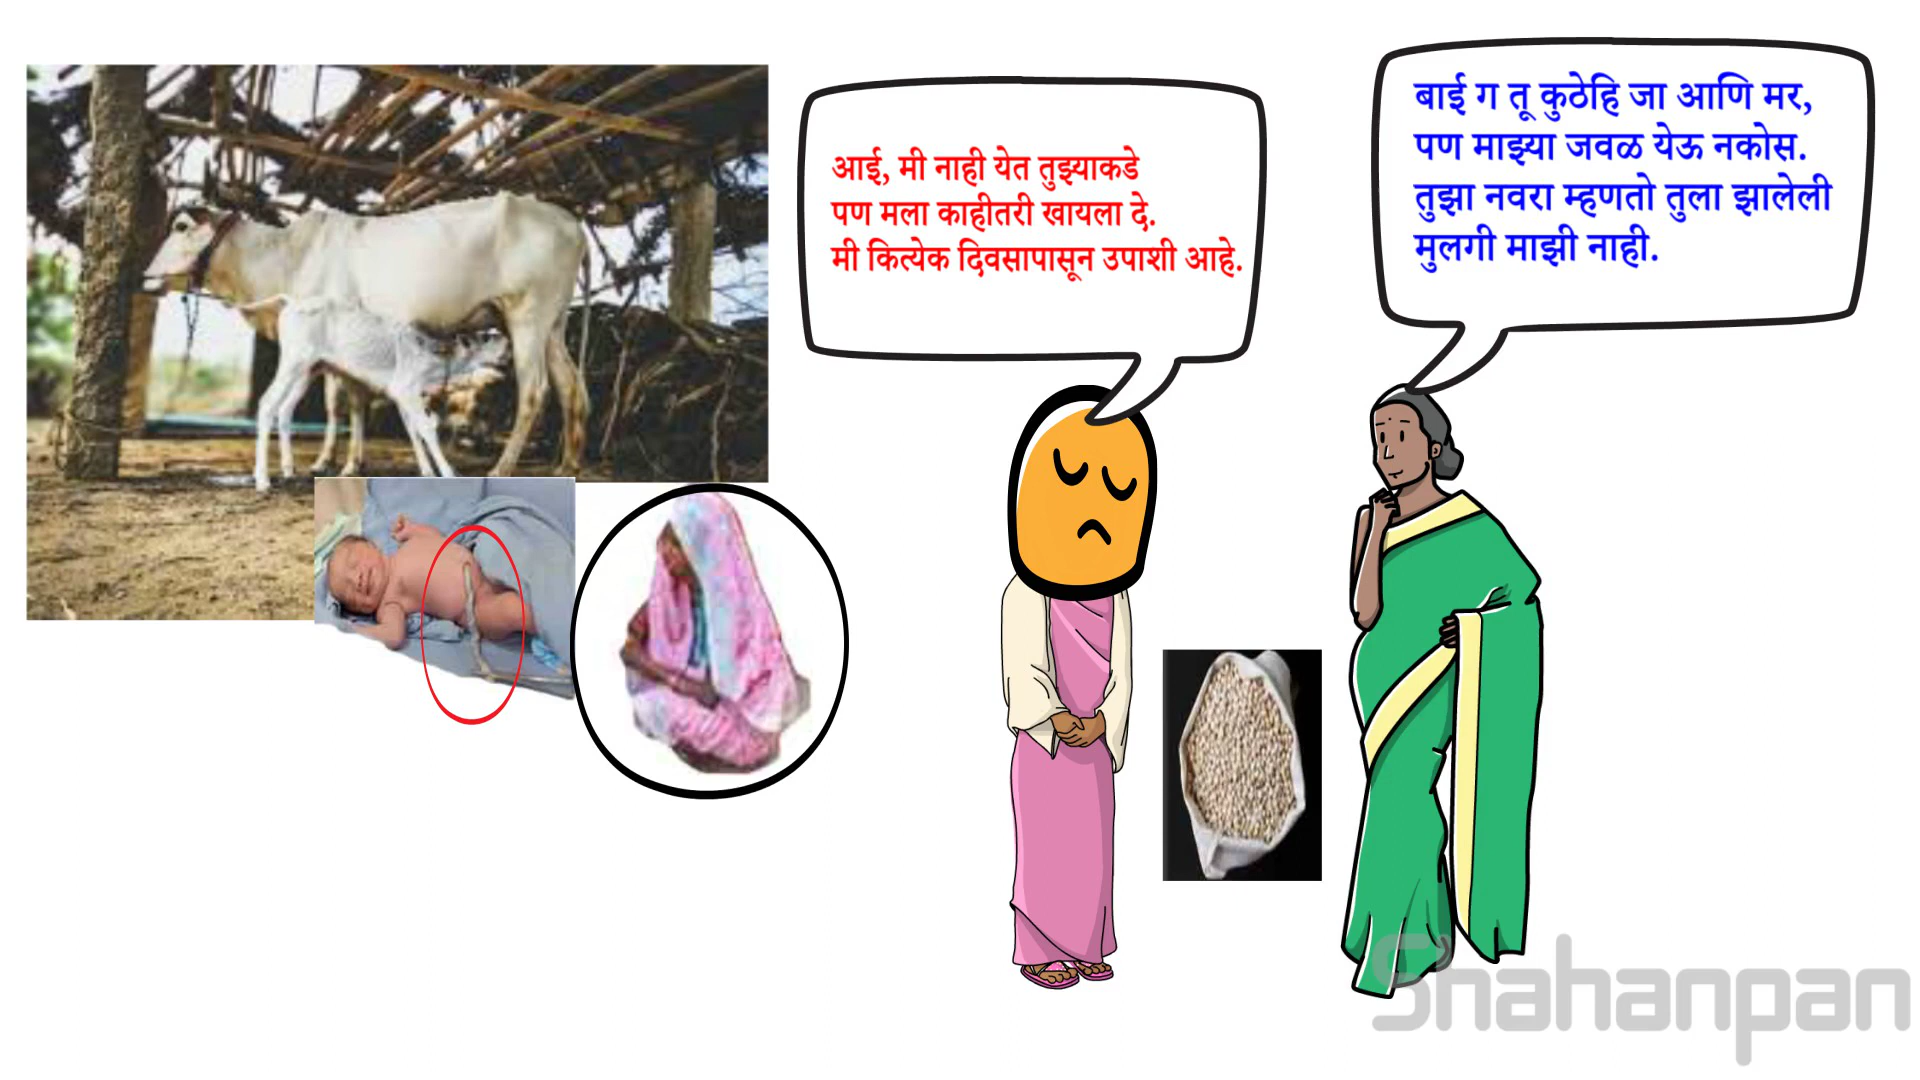 आई, मी नाही येत तुझ्याकडे
पण मला काहीतरी खायला दे.
मी कित्येक दिवसापासून उपाशी आहे.
बाई ग तू कुठेहि जा आणि मर,
पण माझ्या जवळ येऊ नकोस.
तुझा नवरा म्हणतो तुला झालेली
मुलगी माझी नाही.
Shahanpan